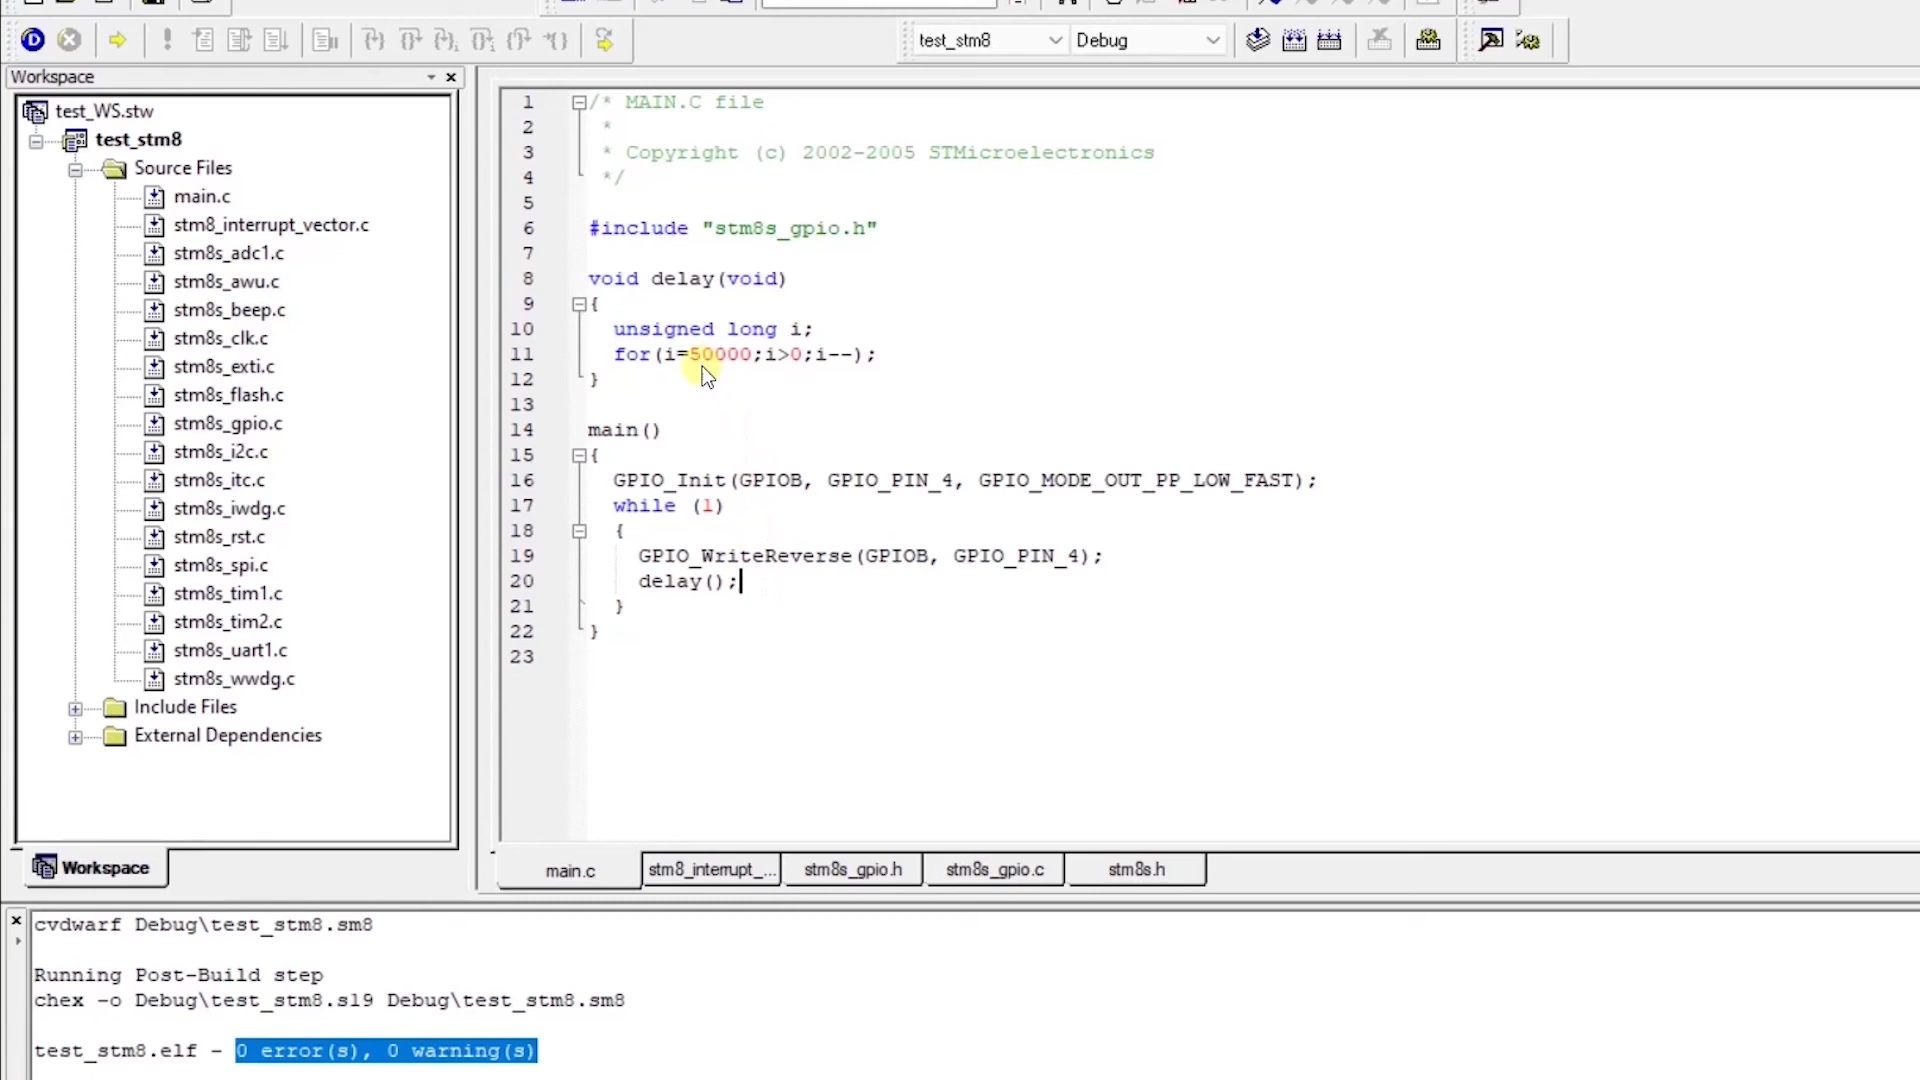 test_stm8
Debug
Workspace
test_WS.stw
test_stm8
Source Files
main.c
stm8_interrupt_vector.c
stm8s_adc1.c
stm8s_awu.c
stm8s_beep.c
stm8s_clk.c
stm8s_exti.c
stm8s_flash.c
stm8s_gpio.c
stm8s_i2c.c
stm8s_itc.c
stm8s_iwdg.c
stm8s_rst.c
stm8s_spi.c
stm8s_tim1.c
stm8s_tim2.c
stm8s_uart1.c
stm8s_wwdg.c
Include Files
External Dependencies
Workspace
1 /* MAIN.C file
2 *
3 * Copyright (c) 2002-2005 STMicroelectronics
4 */
5
6 #include "stm8s_gpio.h"
7
8 void delay(void)
9 {
10 unsigned long i;
11 for(i=50000;i>0;i--);
12 }
13
14 main()
15 {
16 GPIO_Init(GPIOB, GPIO_PIN_4, GPIO_MODE_OUT_PP_LOW_FAST);
17 while (1)
18 {
19 GPIO_WriteReverse(GPIOB, GPIO_PIN_4);
20 delay();
21 }
22 }
23
main.c stm8_interrupt_... stm8s_gpio.h stm8s_gpio.c stm8s.h
cvdwarf Debug\test_stm8.sm8
Running Post-Build step
chex -o Debug\test_stm8.s19 Debug\test_stm8.sm8
test_stm8.elf - 0 error(s), 0 warning(s)